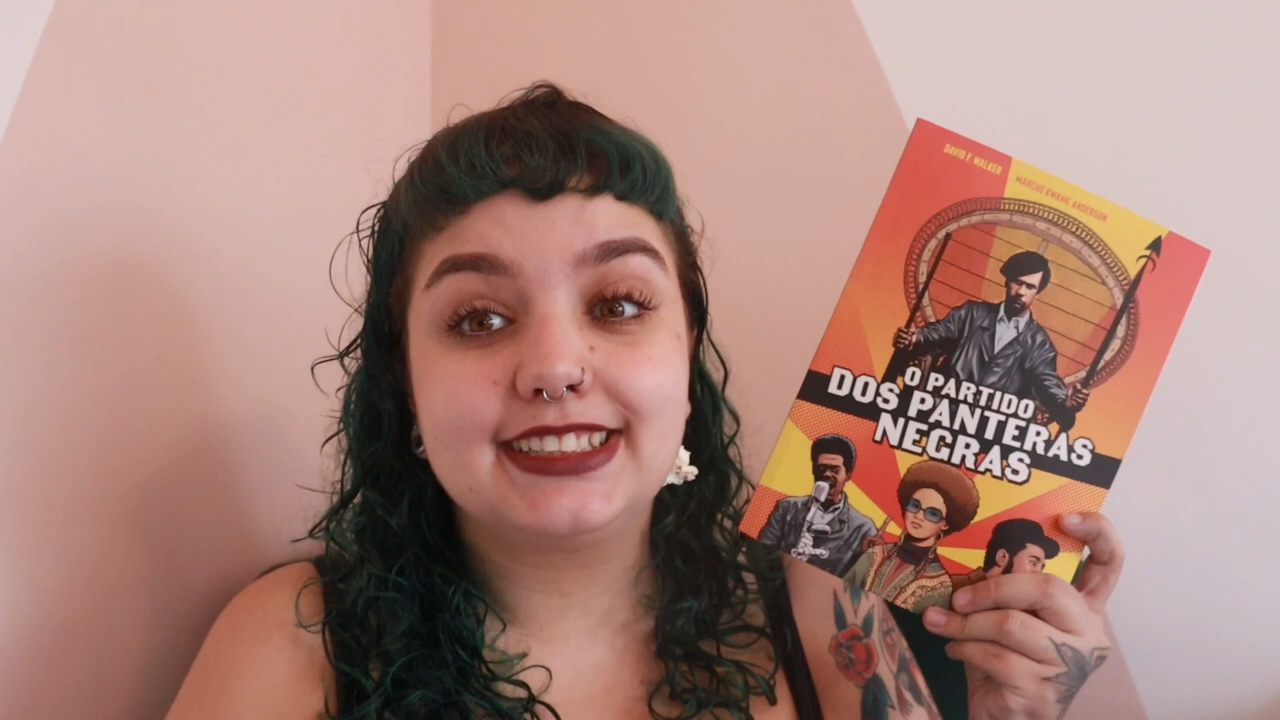 DAVID F. WALKER
MARCUS KWAME ANDERSON
O PARTIDO
DOS PANTERAS
NEGRAS